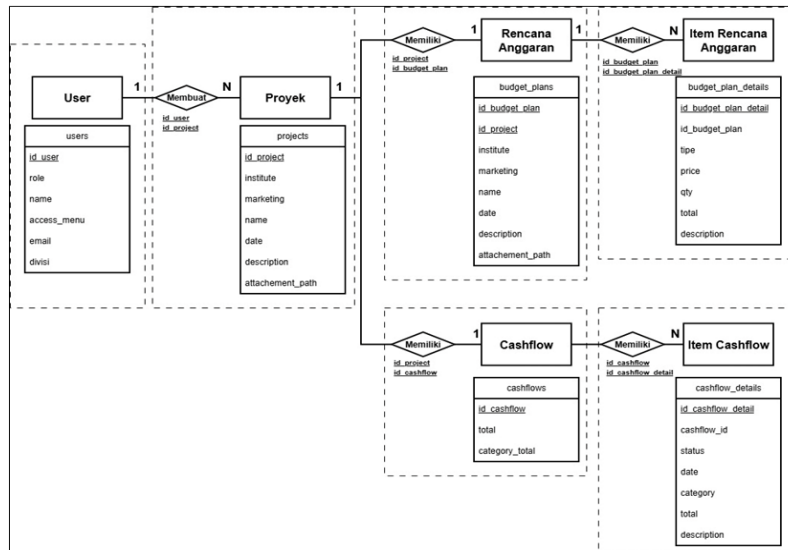 User
1
Membuat
N
id_user
id_project
users
id_user
role
name
access_menu
email
divisi
Proyek
1
projects
id_project
institute
marketing
name
date
description
attachement_path
Memiliki
1
id_project
id_budget_plan
Rencana
Anggaran
1
budget_plans
id_budget_plan
id_project
institute
marketing
name
date
description
attachement_path
Memiliki
N
id_budget_plan
id_budget_plan_detail
Item Rencana
Anggaran
budget_plan_details
id_budget_plan_detail
id_budget_plan
tipe
price
qty
total
description
Memiliki
1
id_project
id_cashflow
Cashflow
cashflows
id_cashflow
total
category_total
Memiliki
N
id_cashflow
id_cashflow_detail
Item Cashflow
cashflow_details
id_cashflow_detail
cashflow_id
status
date
category
total
description